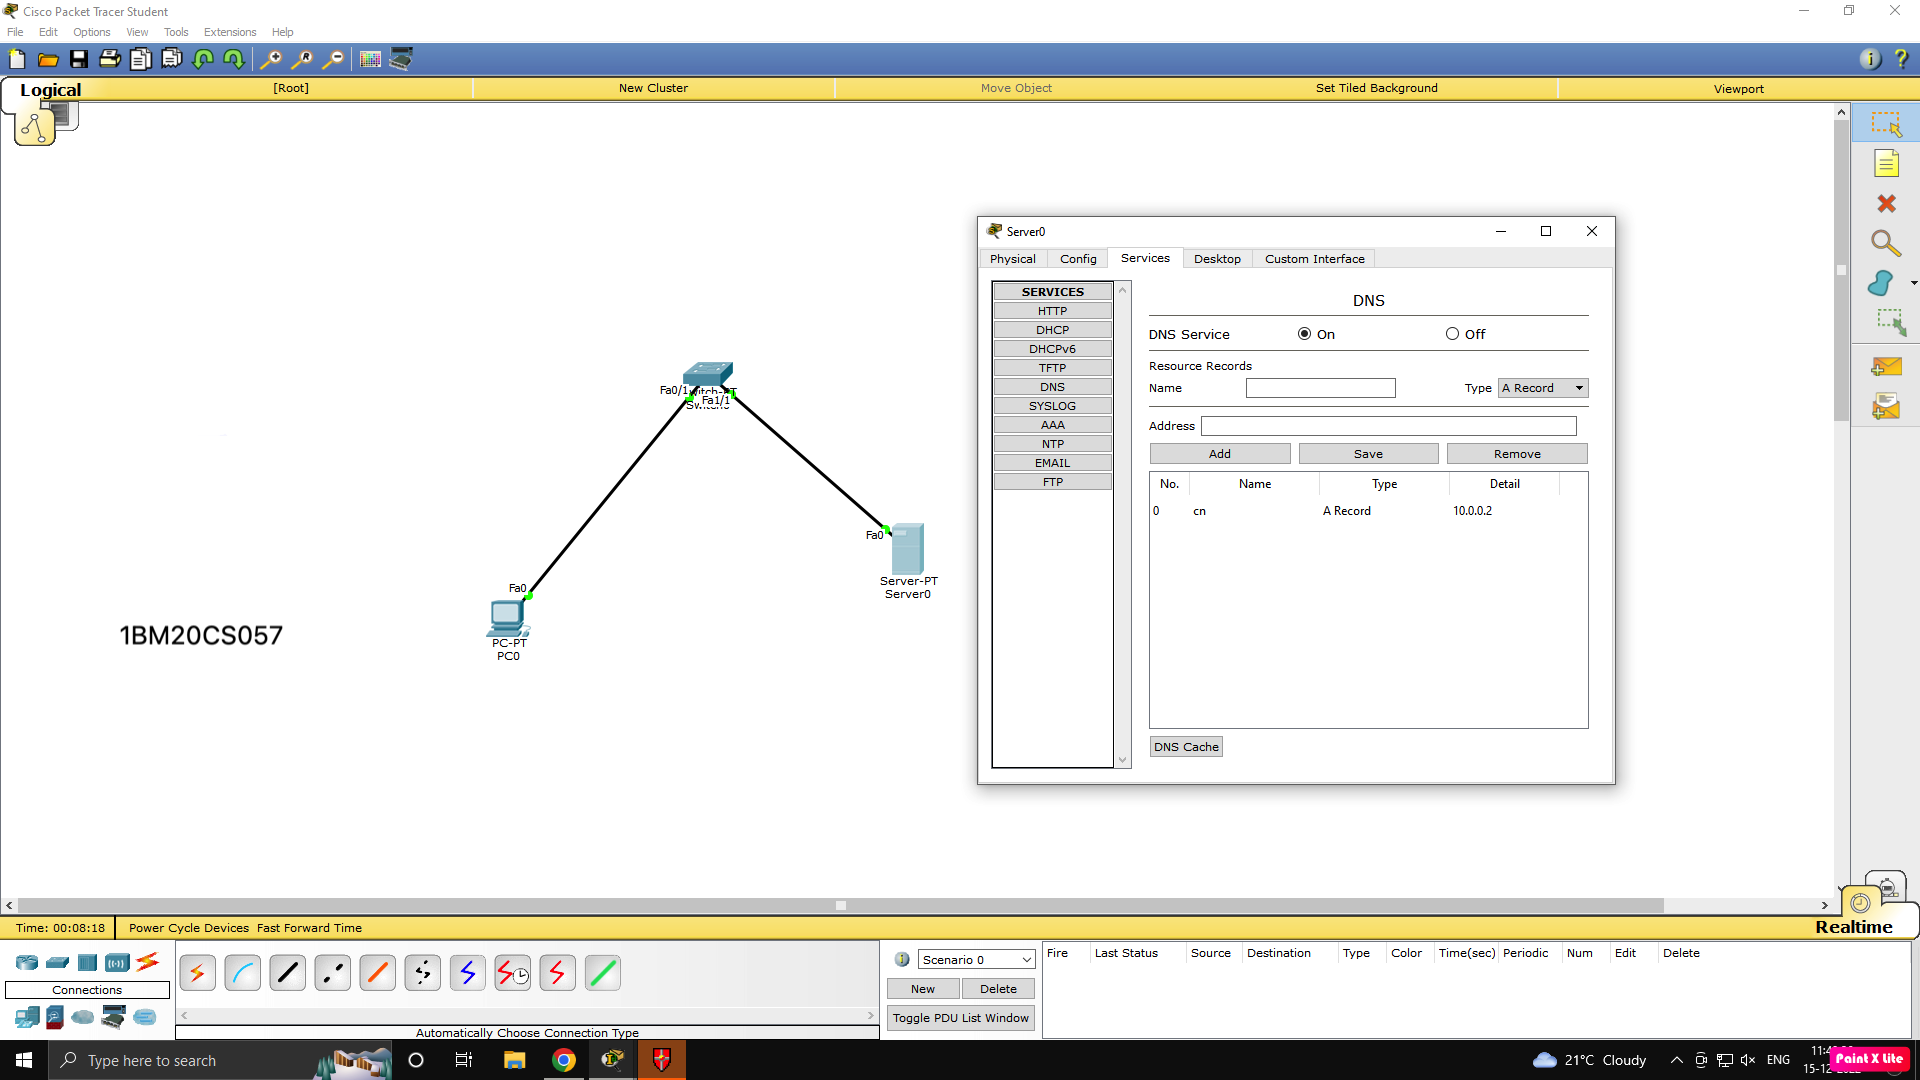 Cisco Packet Tracer Student
File Edit Options View Tools Extensions Help
Logical [Root] New Cluster Move Object Set Tiled Background Viewport
Server0
Physical Config Services Desktop Custom Interface
SERVICES
HTTP
DHCP
DHCPv6
TFTP
DNS
SYSLOG
AAA
NTP
EMAIL
FTP
DNS
DNS Service On Off
Resource Records
Name Type A Record
Address
Add Save Remove
No. Name Type Detail
0 cn A Record 10.0.0.2
DNS Cache
Fa0/1
Fa1/1
Fa0
Server-PT
Server0
Fa0
PC-PT
PC0
1BM20CS057
Time: 00:08:18 Power Cycle Devices Fast Forward Time
Realtime
Connections
Automatically Choose Connection Type
Scenario 0
New Delete
Toggle PDU List Window
Fire Last Status Source Destination Type Color Time(sec) Periodic Num Edit Delete
Type here to search
21°C Cloudy
ENG
Paint X lite